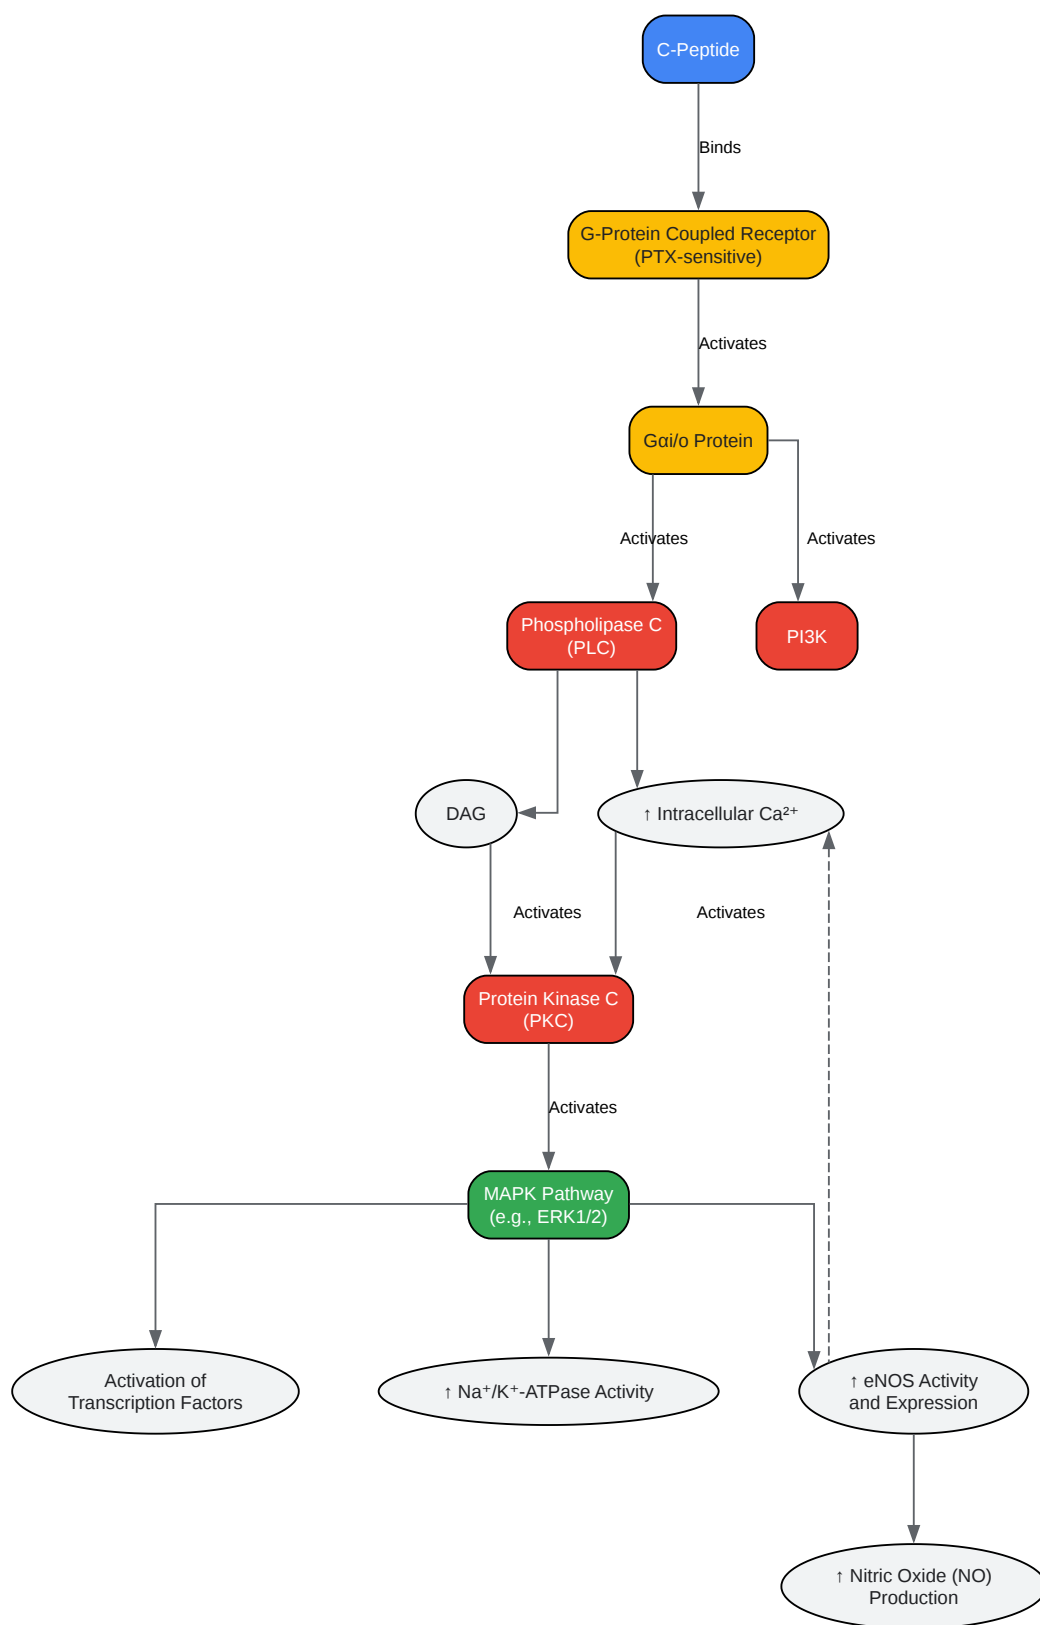 C-Peptide
Binds
G-Protein Coupled Receptor
(PTX-sensitive)
Activates
Gαi/o Protein
Activates
Activates
Phospholipase C
(PLC)
PI3K
DAG
↑ Intracellular Ca²⁺
Activates
Activates
Protein Kinase C
(PKC)
Activates
MAPK Pathway
(e.g., ERK1/2)
Activation of
Transcription Factors
↑ Na⁺/K⁺-ATPase Activity
↑ eNOS Activity
and Expression
↑ Nitric Oxide (NO)
Production